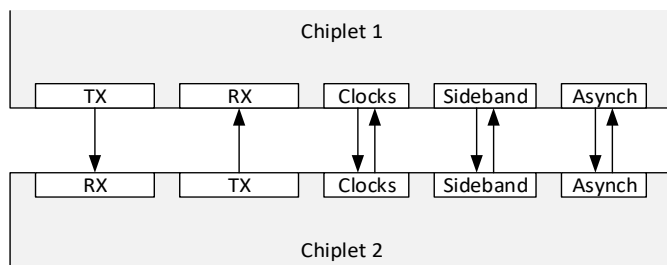 Chiplet 1
TX RX Clocks Sideband Asynch
RX TX Clocks Sideband Asynch
Chiplet 2